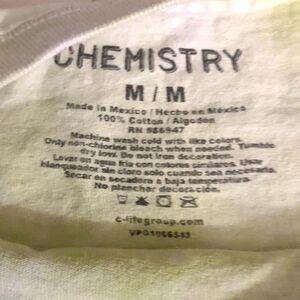 CHEMISTRY
M / M
Made in Mexico / Hecho en Mexico
100% Cotton / Algodon
RN
Machine wash cold with like colors.
Only non-chlorine bleach when needed. Tumble
dry low. Do not iron decoration.
Lavar en agua fria con colores similares. Usar
blanqueador sin cloro solo cuando sea necesario.
Secar en secadora a baja temperatura.
No planchar decoracion.
c-lifegroup.com